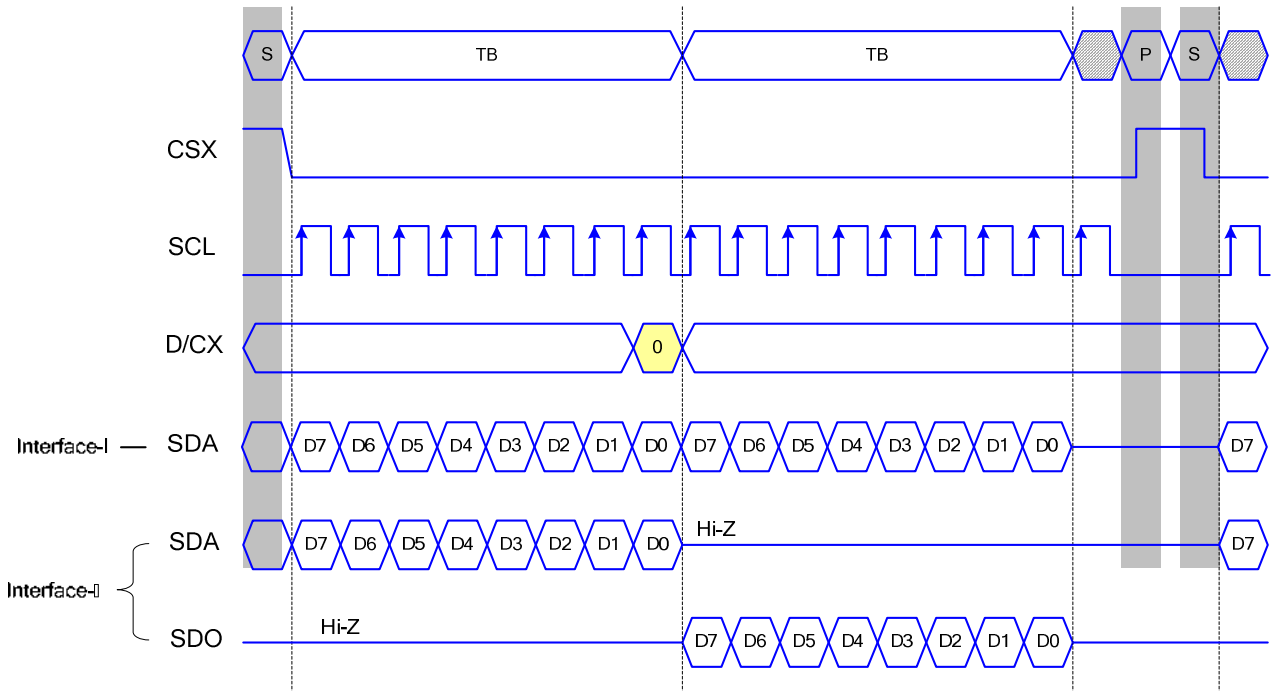 S TB TB P S
CSX
SCL
D/CX 0
Interface-I SDA D7 D6 D5 D4 D3 D2 D1 D0 D7 D6 D5 D4 D3 D2 D1 D0 D7
SDA D7 D6 D5 D4 D3 D2 D1 D0 Hi-Z D7
Interface-▯
SDO Hi-Z D7 D6 D5 D4 D3 D2 D1 D0